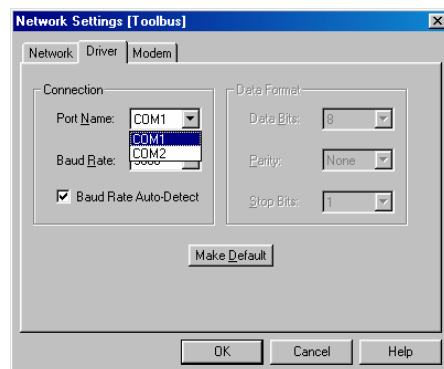 Network Settings [Toolbus]
Network Driver Modem
Connection
Port Name: COM1
COM1
COM2
Baud Rate:
Baud Rate Auto-Detect
Data Format
Data Bits: 8
Parity: None
Stop Bits: 1
Make Default
OK Cancel Help